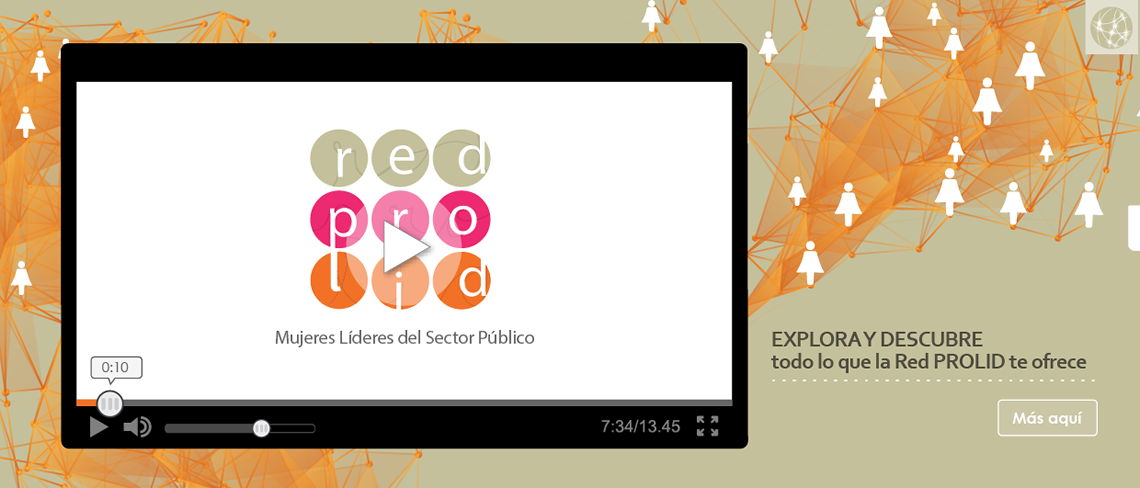 red
pro
lid
Mujeres Líderes del Sector Público
0:10
7:34/13.45
EXPLORA Y DESCUBRE
todo lo que la Red PROLID te ofrece
Más aquí